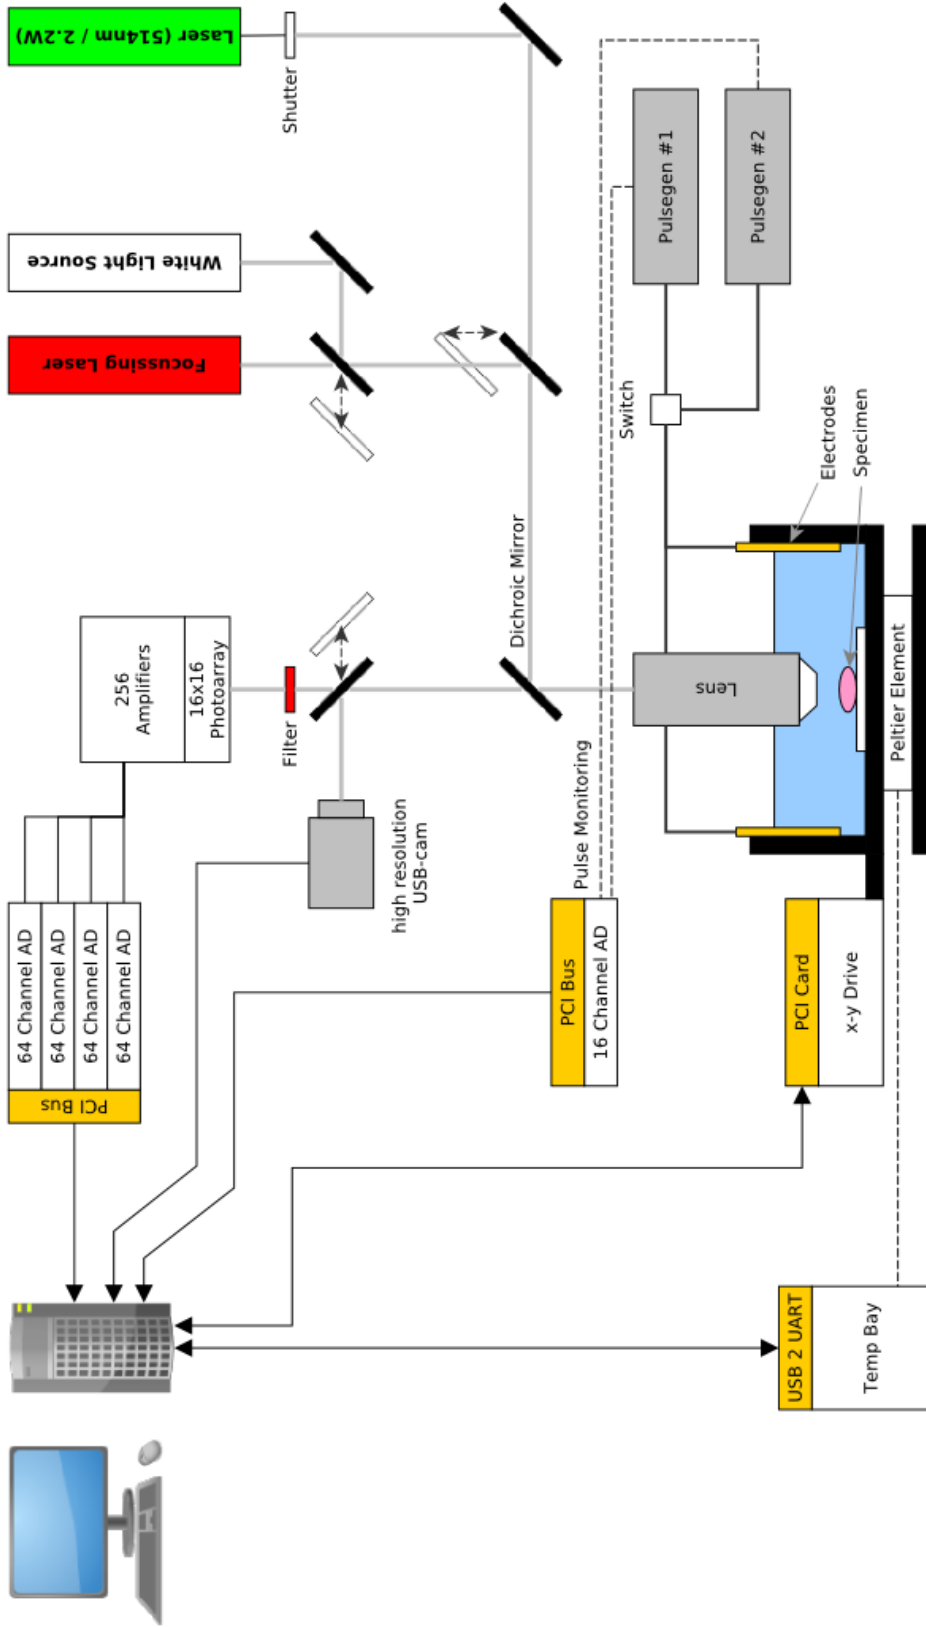 Laser (514nm / 2.2W)
Shutter
White Light Source
Focussing Laser
Pulsegen #1
Pulsegen #2
Switch
Electrodes
Specimen
Dichroic Mirror
256
Amplifiers
16x16
Photoarray
Filter
Lens
Peltier Element
high resolution
USB-cam
Pulse Monitoring
64 Channel AD
64 Channel AD
64 Channel AD
64 Channel AD
PCI Bus
PCI Bus
16 Channel AD
PCI Card
x-y Drive
USB 2 UART
Temp Bay